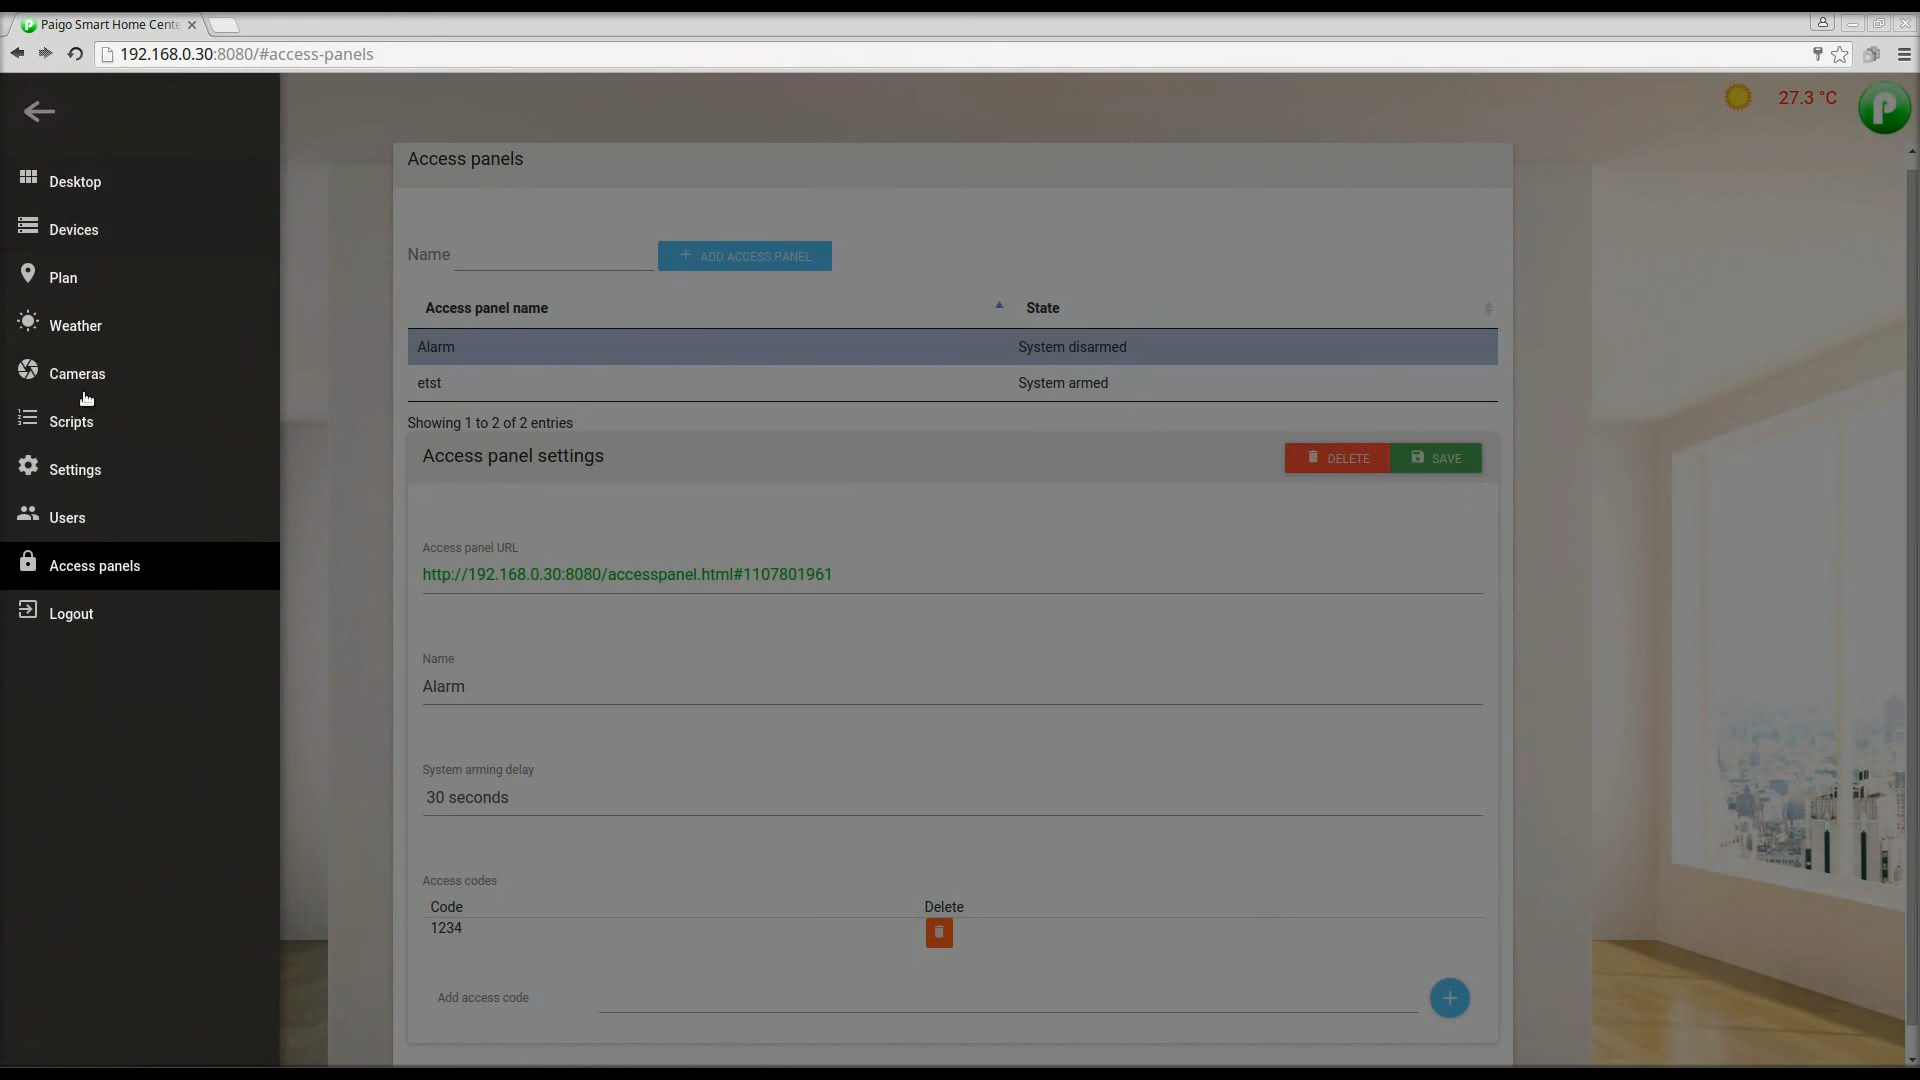 Paigo Smart Home Cente
192.168.0.30:8080/#access-panels
27.3 °C
Desktop
Devices
Plan
Weather
Cameras
Scripts
Settings
Users
Access panels
Logout
Access panels
Name
+ ADD ACCESS PANEL
Access panel name State
Alarm System disarmed
etst System armed
Showing 1 to 2 of 2 entries
Access panel settings
DELETE SAVE
Access panel URL
http://192.168.0.30:8080/accesspanel.html#1107801961
Name
Alarm
System arming delay
30 seconds
Access codes
Code Delete
1234
Add access code